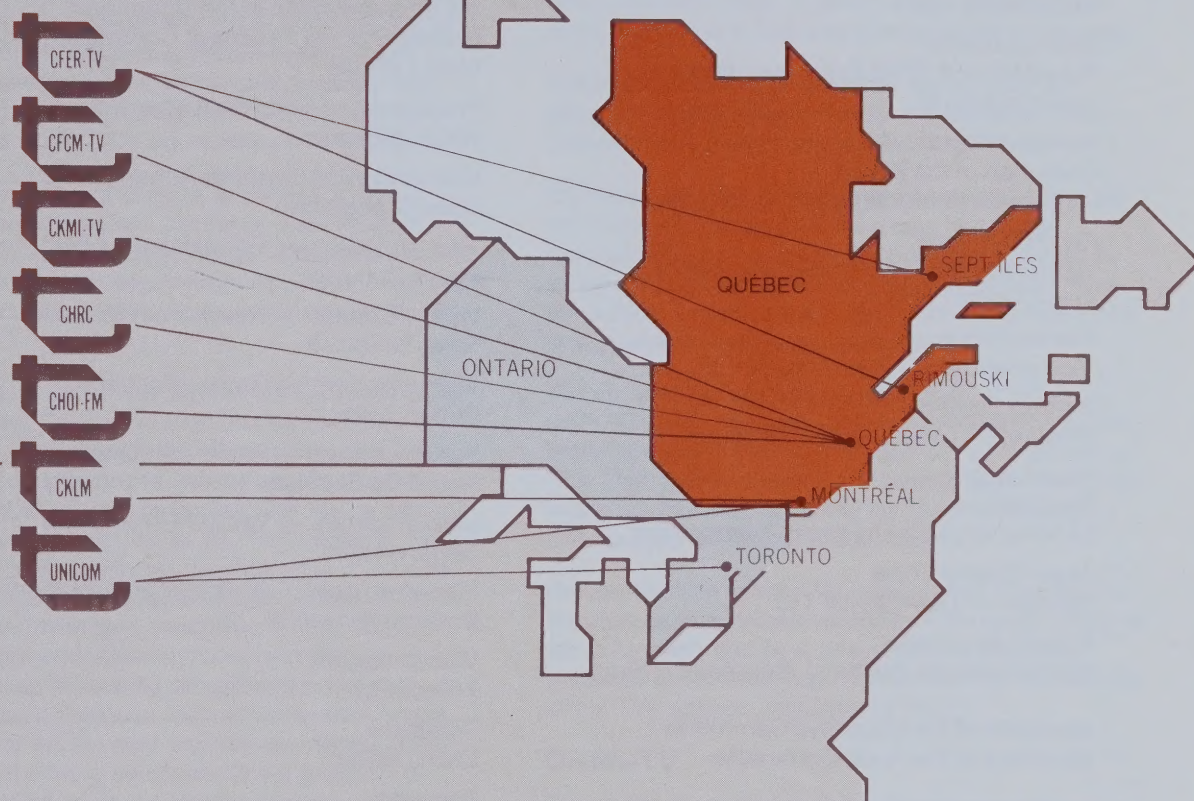 CFER-TV
CFCM-TV
CKMI-TV
CHRC
CHOI-FM
CKLM
UNICOM
SEPT-ÎLES
QUÉBEC
ONTARIO
RIMOUSKI
QUÉBEC
MONTRÉAL
TORONTO